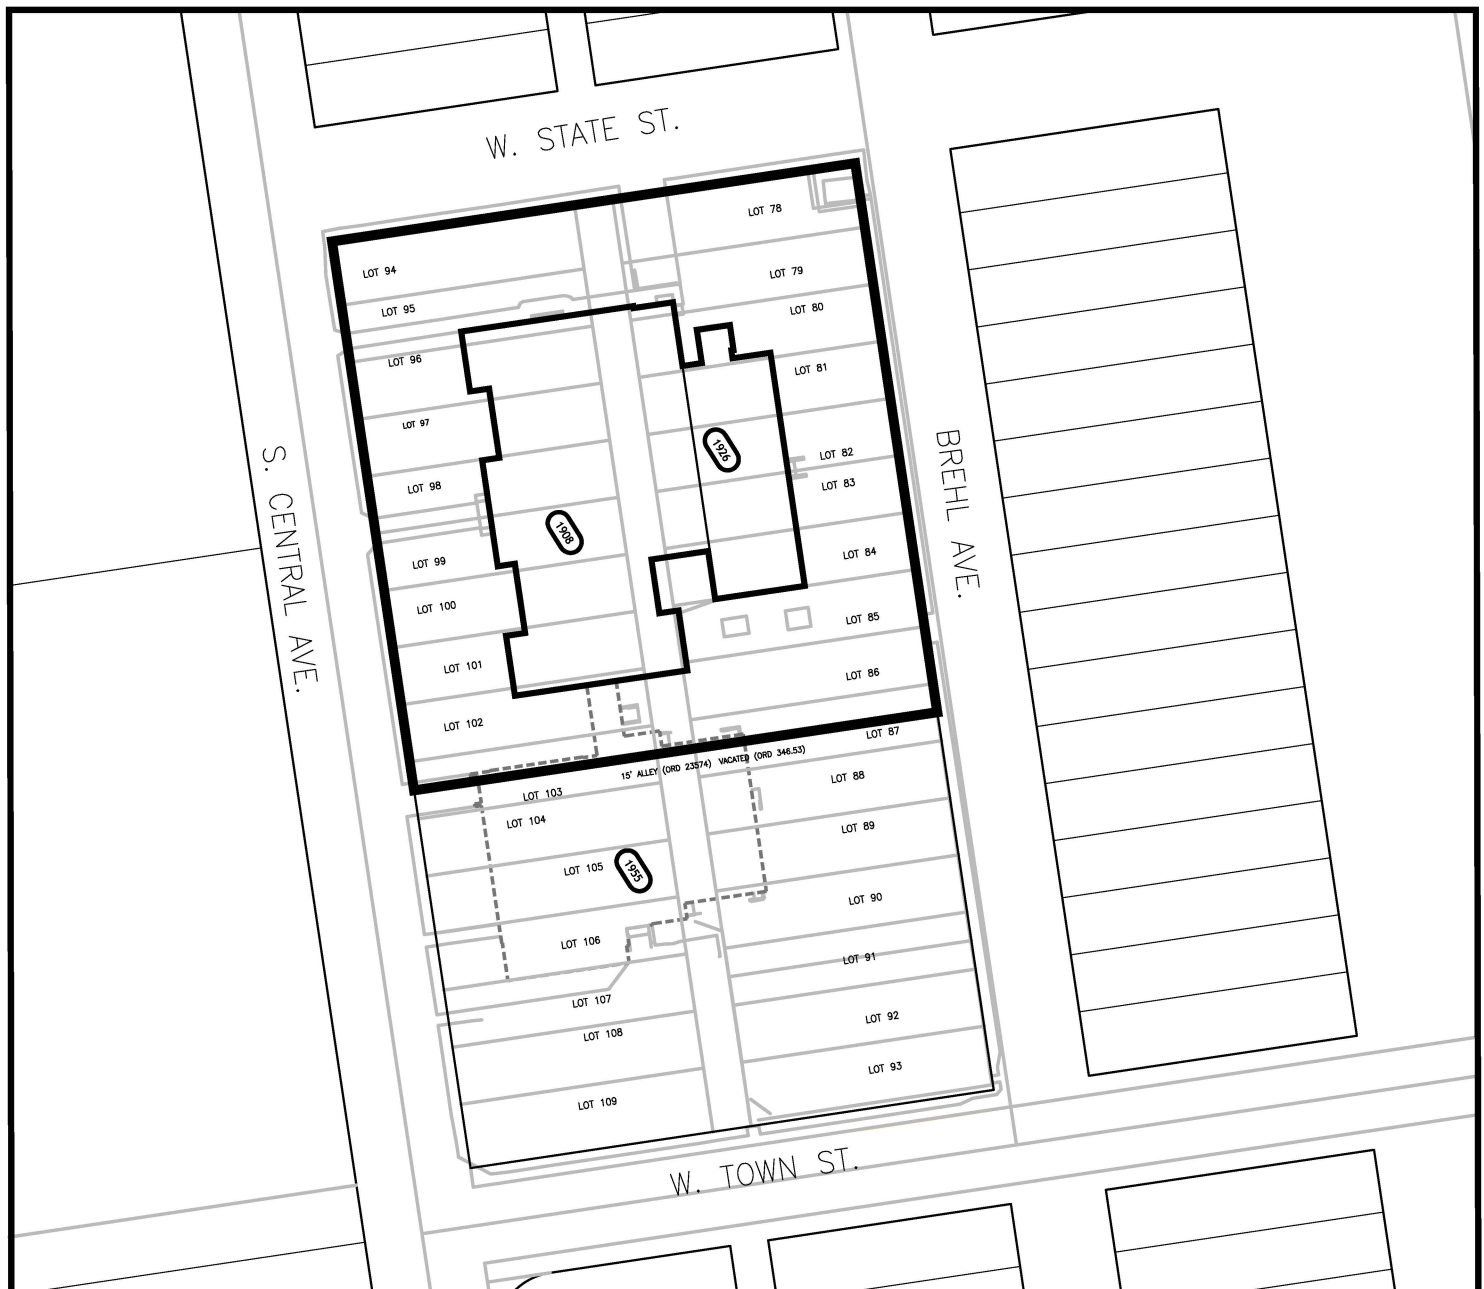 W. STATE ST.
LOT 78
LOT 94
LOT 79
LOT 95
LOT 80
LOT 96
LOT 81
LOT 97
1926
LOT 82
LOT 98
LOT 83
1908
LOT 99
LOT 84
LOT 100
LOT 85
LOT 101
LOT 86
LOT 102
S. CENTRAL AVE.
BREHL AVE.
LOT 87
15' ALLEY (ORD 23574) VACATED (ORD 346.53)
LOT 103
LOT 88
LOT 104
LOT 89
LOT 105
1955
LOT 90
LOT 106
LOT 91
LOT 107
LOT 92
LOT 108
LOT 93
LOT 109
W. TOWN ST.